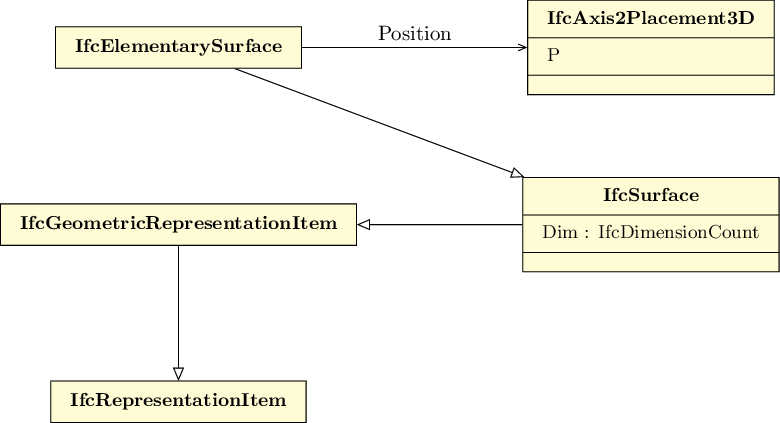 IfcElementarySurface
Position
IfcAxis2Placement3D
P
IfcSurface
Dim : IfcDimensionCount
IfcGeometricRepresentationItem
IfcRepresentationItem